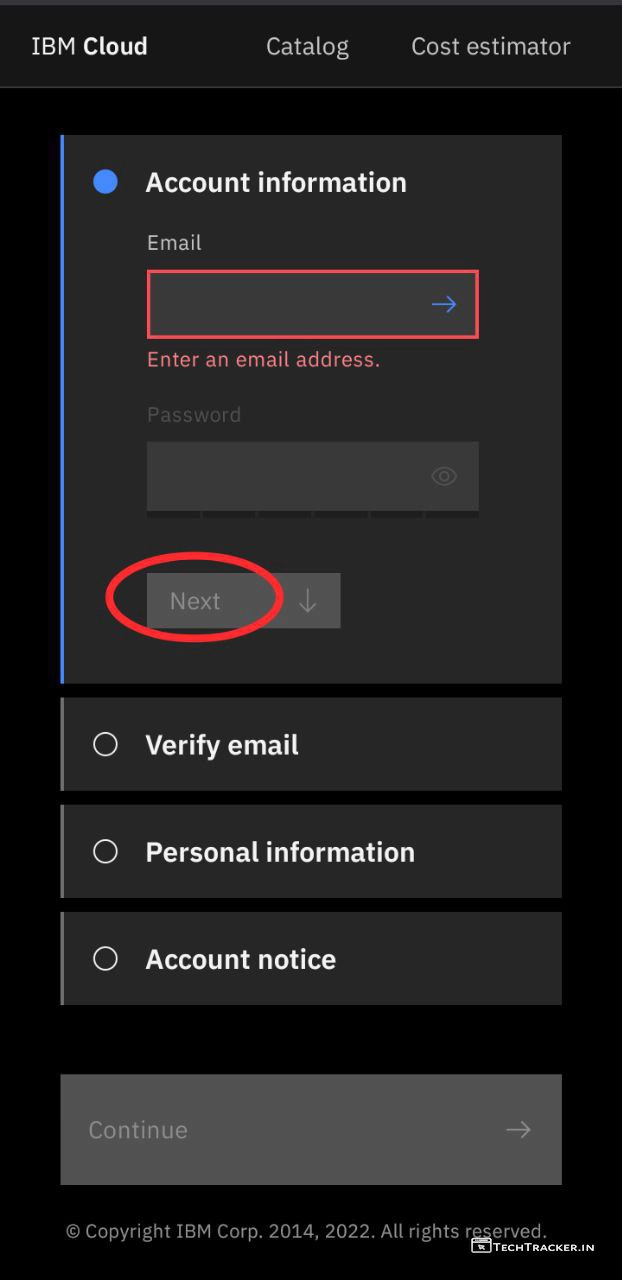 IBM Cloud Catalog Cost estimator
Account information
Email
Enter an email address.
Password
Next
Verify email
Personal information
Account notice
Continue
© Copyright IBM Corp. 2014, 2022. All rights reserved.
TECHTRACKER.IN